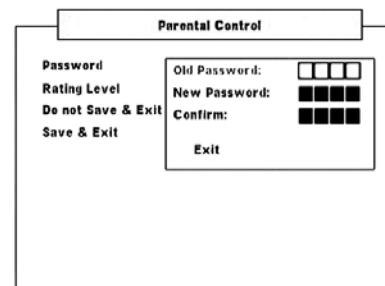 Parental Control
Password
Rating Level
Do not Save & Exit
Save & Exit
Old Password:
New Password:
Confirm:
Exit